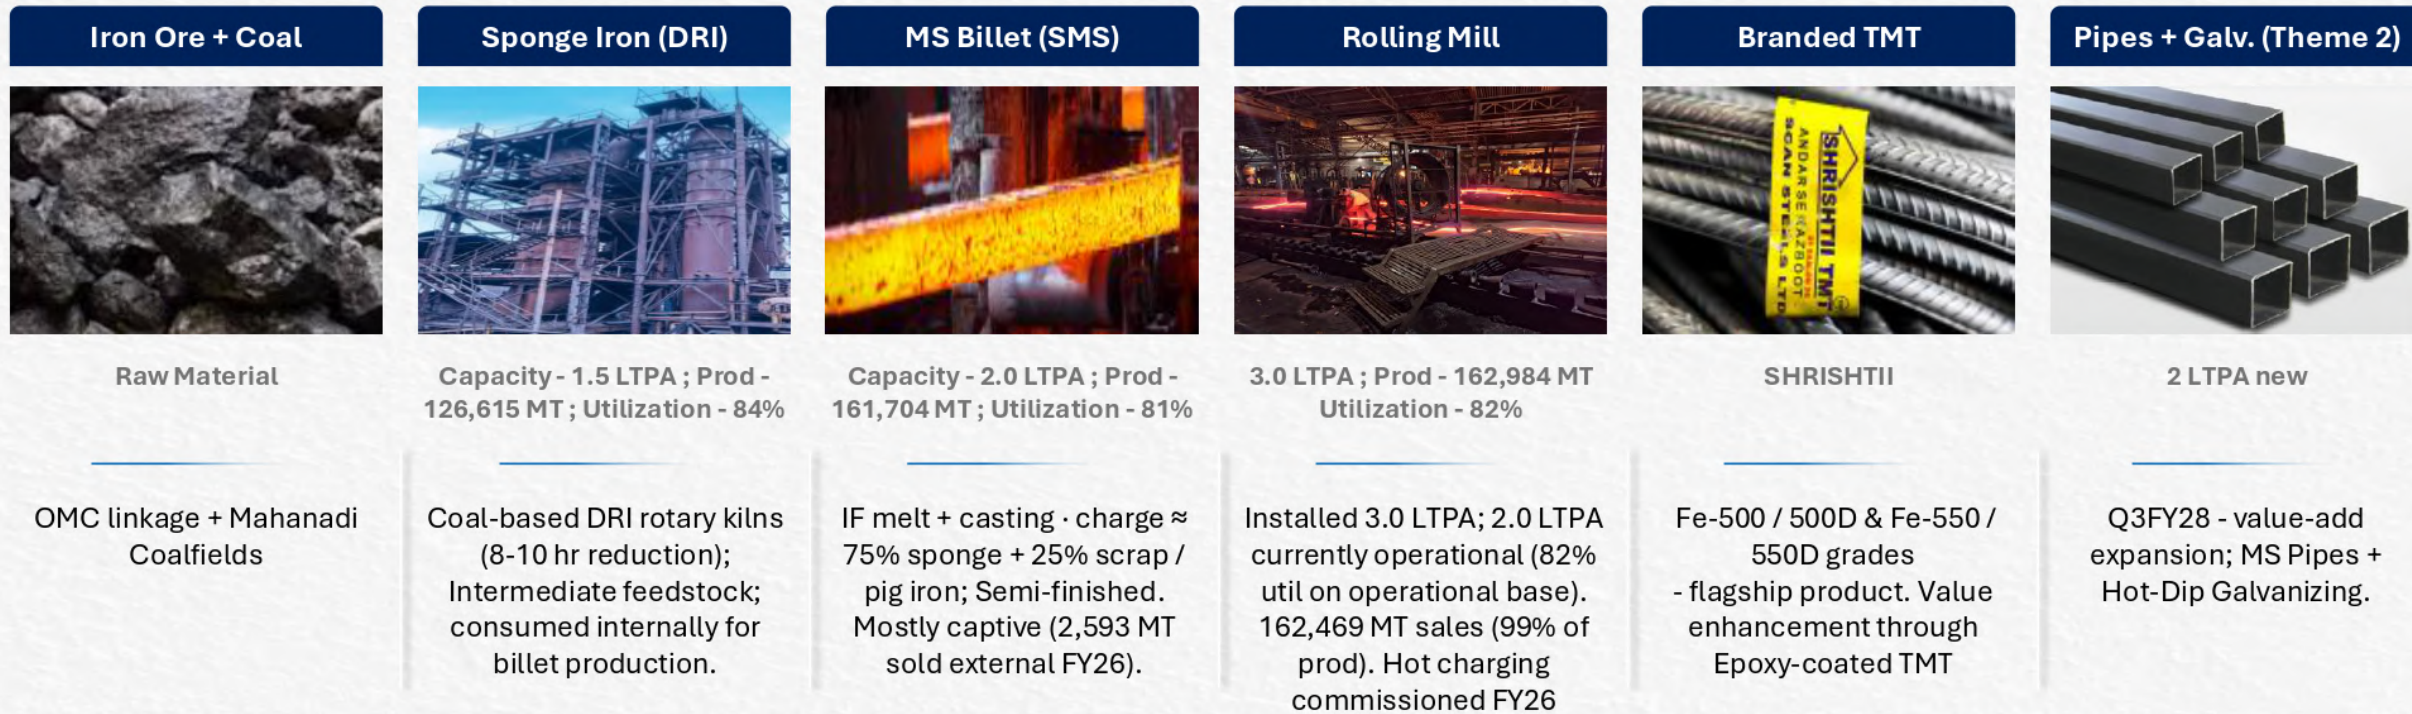 Iron Ore + Coal
Raw Material
OMC linkage + Mahanadi
Coalfields
Sponge Iron (DRI)
Capacity - 1.5 LTPA ; Prod -
126,615 MT ; Utilization - 84%
Coal-based DRI rotary kilns
(8-10 hr reduction);
Intermediate feedstock;
consumed internally for
billet production.
MS Billet (SMS)
Capacity - 2.0 LTPA ; Prod -
161,704 MT ; Utilization - 81%
IF melt + casting · charge ≈
75% sponge + 25% scrap /
pig iron; Semi-finished.
Mostly captive (2,593 MT
sold external FY26).
Rolling Mill
3.0 LTPA ; Prod - 162,984 MT
Utilization - 82%
Installed 3.0 LTPA; 2.0 LTPA
currently operational (82%
util on operational base).
162,469 MT sales (99% of
prod). Hot charging
commissioned FY26
Branded TMT
SHRISHTII TMT
ANDAR SE
SCAN STEELS LTD
SHRISHTII
Fe-500 / 500D & Fe-550 /
550D grades
- flagship product. Value
enhancement through
Epoxy-coated TMT
Pipes + Galv. (Theme 2)
2 LTPA new
Q3FY28 - value-add
expansion; MS Pipes +
Hot-Dip Galvanizing.